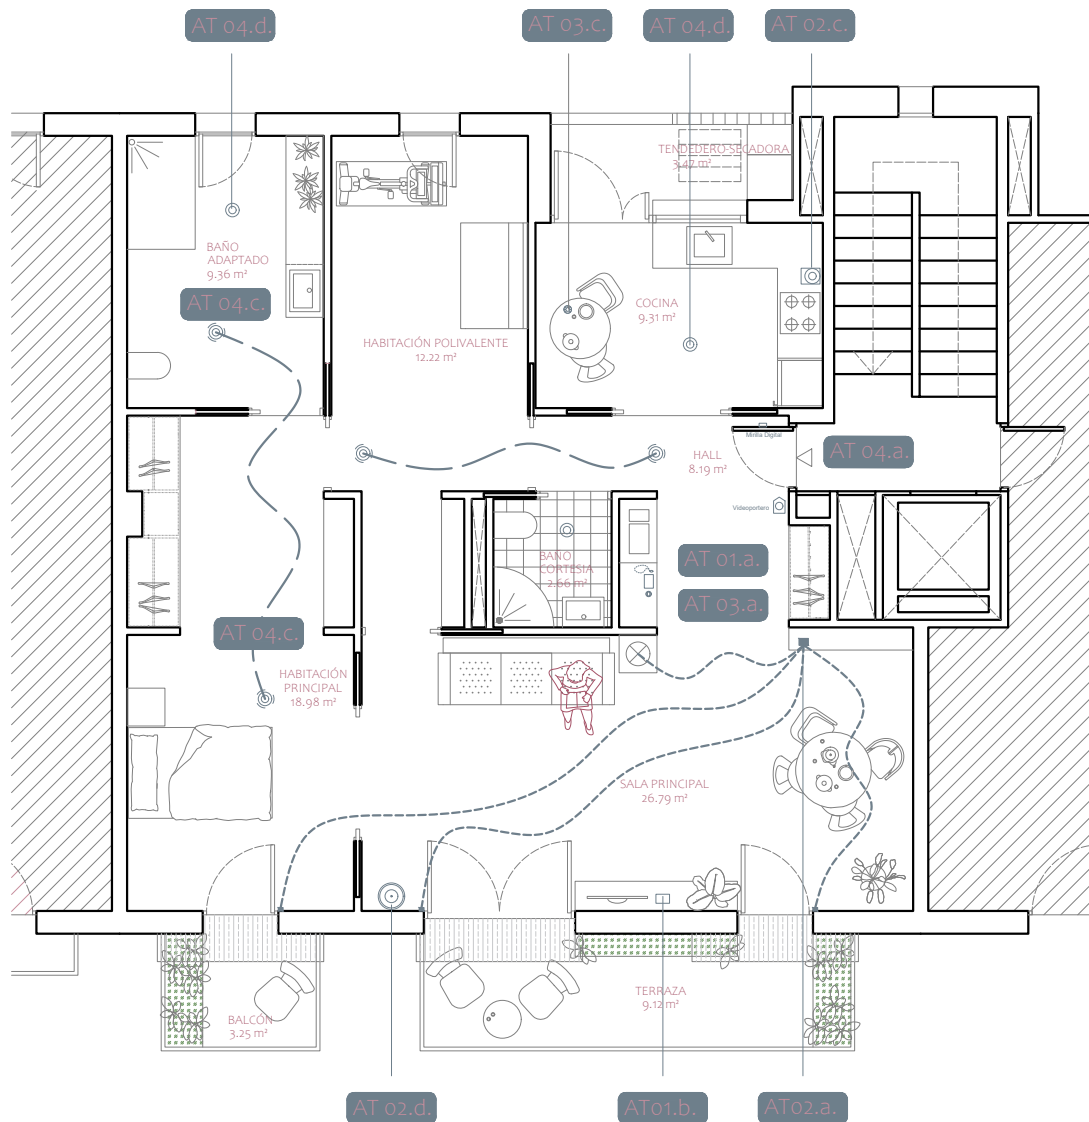 AT 04.d.
AT 03.c.
AT 04.d.
AT 02.c.
TENDEDERO-SECADORA
3.47 m²
BAÑO
ADAPTADO
9.36 m²
AT 04.c.
COCINA
9.31 m²
HABITACIÓN POLIVALENTE
12.22 m²
Mirilla Digital
HALL
8.19 m²
AT 04.a.
Videoportero
BAÑO
CORTESIA
2.66 m²
AT 01.a.
AT 03.a.
AT 04.c.
HABITACIÓN
PRINCIPAL
18.98 m²
SALA PRINCIPAL
26.79 m²
TERRAZA
9.12 m²
BALCÓN
3.25 m²
AT 02.d.
AT01.b.
AT02.a.